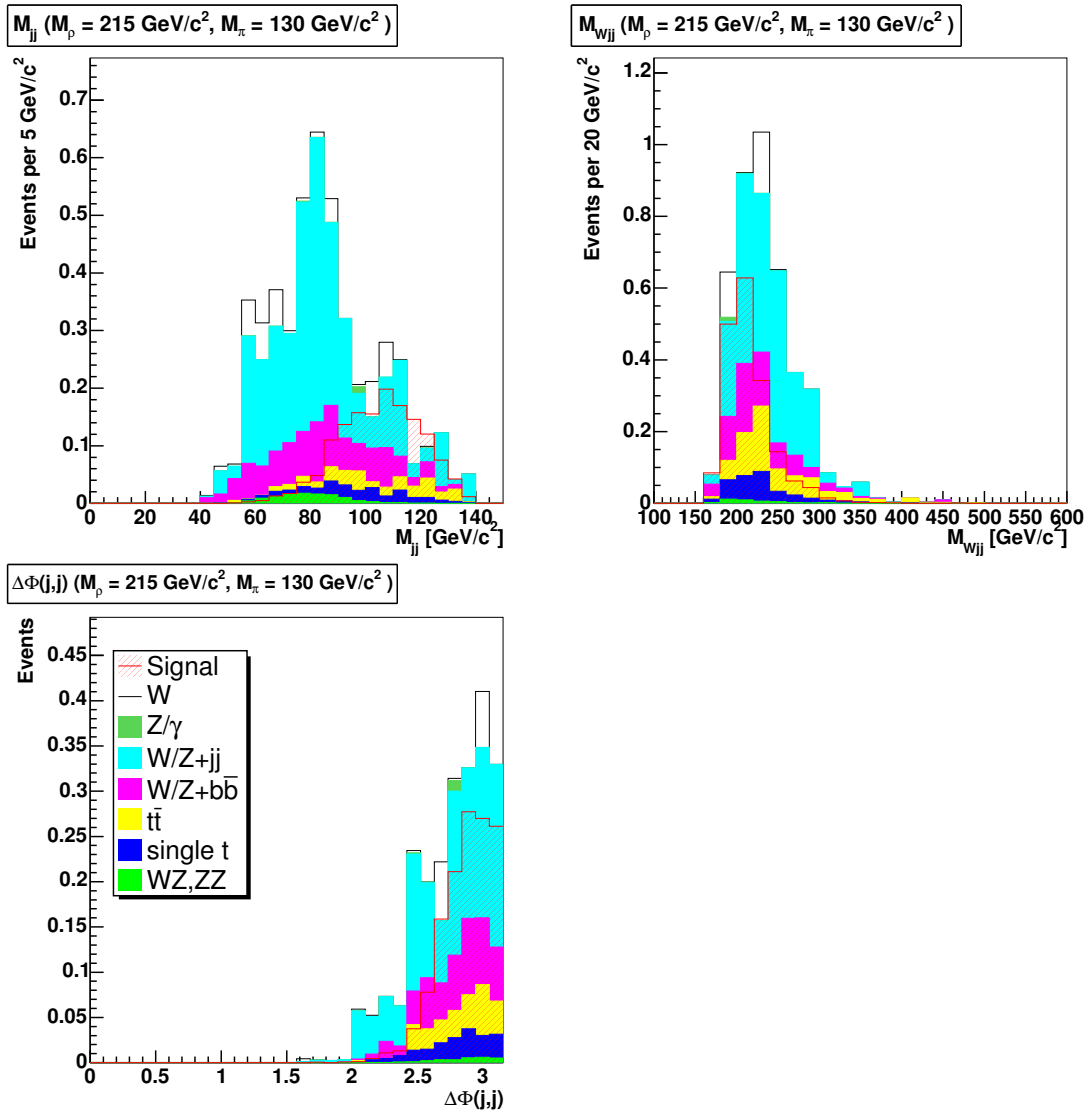 M_jj (M_ρ = 215 GeV/c², M_π = 130 GeV/c²)
Events per 5 GeV/c²
0.7
0.6
0.5
0.4
0.3
0.2
0.1
0
0 20 40 60 80 100 120 140
M_jj [GeV/c²]
M_Wjj (M_ρ = 215 GeV/c², M_π = 130 GeV/c²)
Events per 20 GeV/c²
1.2
1
0.8
0.6
0.4
0.2
0
100 150 200 250 300 350 400 450 500 550 600
M_Wjj [GeV/c²]
ΔΦ(j,j) (M_ρ = 215 GeV/c², M_π = 130 GeV/c² )
Events
0.45
0.4
0.35
0.3
0.25
0.2
0.15
0.1
0.05
0
Signal
W
Z/γ
W/Z+jj
W/Z+bb̄
tt̄
single t
WZ,ZZ
0 0.5 1 1.5 2 2.5 3
ΔΦ(j,j)